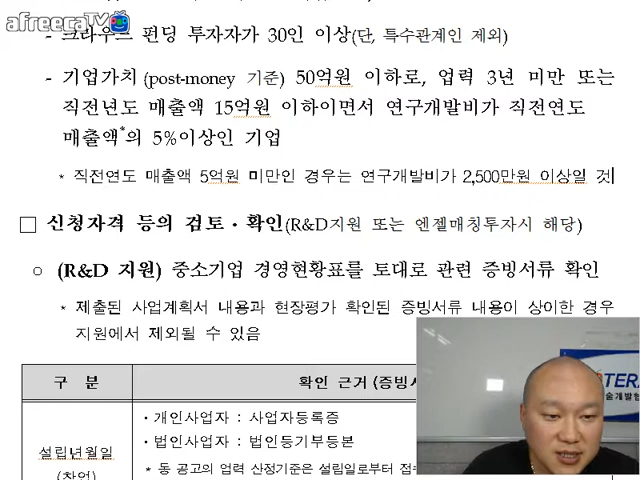 afreecaTV
- 크라우드 펀딩 투자자가 30인 이상(단, 특수관계인 제외)
- 기업가치(post-money 기준) 50억원 이하로, 업력 3년 미만 또는
직전년도 매출액 15억원 이하이면서 연구개발비가 직전연도
매출액*의 5%이상인 기업
* 직전연도 매출액 5억원 미만인 경우는 연구개발비가 2,500만원 이상일 것
□ 신청자격 등의 검토·확인(R&D지원 또는 엔젤매칭투자시 해당)
○ (R&D 지원) 중소기업 경영현황표를 토대로 관련 증빙서류 확인
* 제출된 사업계획서 내용과 현장평가 확인된 증빙서류 내용이 상이한 경우
지원에서 제외될 수 있음
구 분
확인 근거 (증빙
설립년월일
(창업)
·개인사업자 : 사업자등록증
·법인사업자 : 법인등기부등본
* 동 공고의 업력 산정기준은 설립일로부터 접수
TERA
술개발협